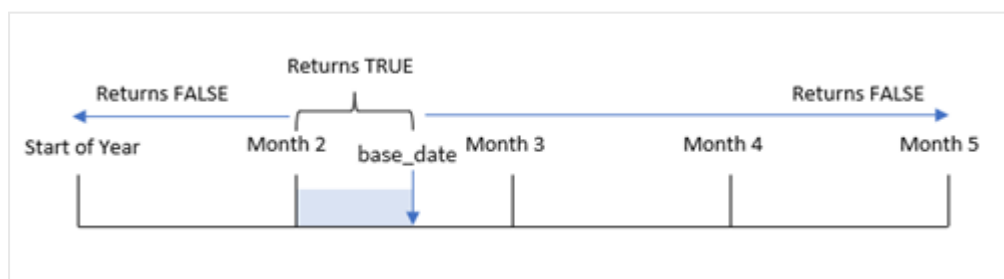 Returns TRUE
Returns FALSE
Returns FALSE
Start of Year
Month 2
base_date
Month 3
Month 4
Month 5